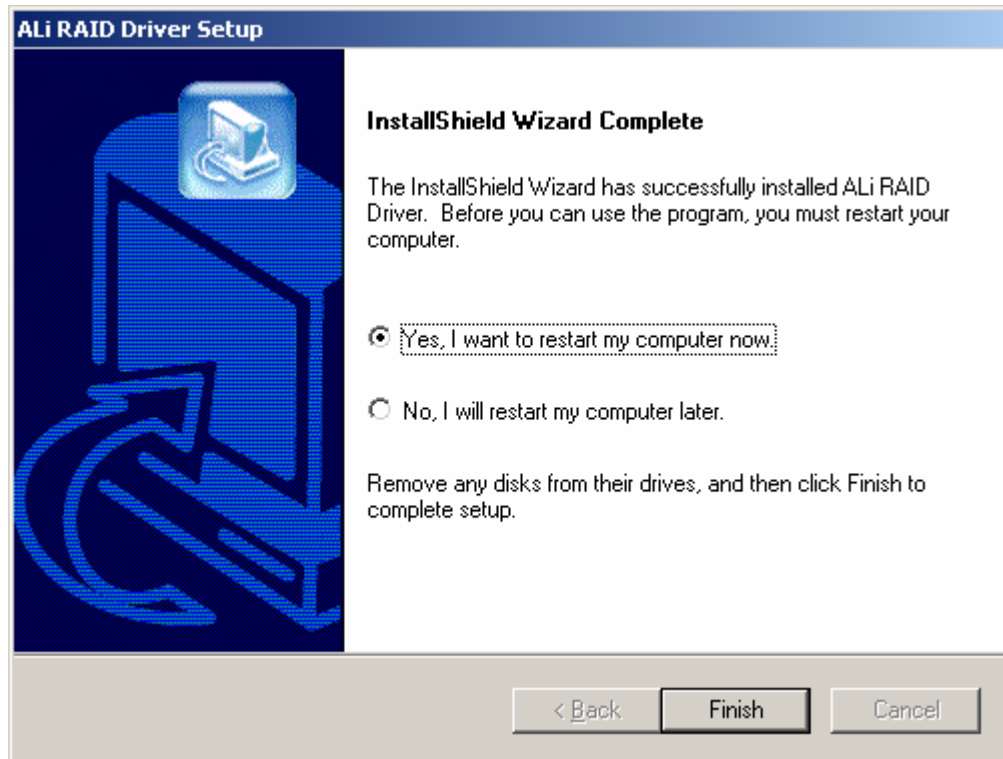 ALi RAID Driver Setup
InstallShield Wizard Complete
The InstallShield Wizard has successfully installed ALi RAID
Driver.  Before you can use the program, you must restart your
computer.
Yes, I want to restart my computer now.
No, I will restart my computer later.
Remove any disks from their drives, and then click Finish to
complete setup.
< Back
Finish
Cancel